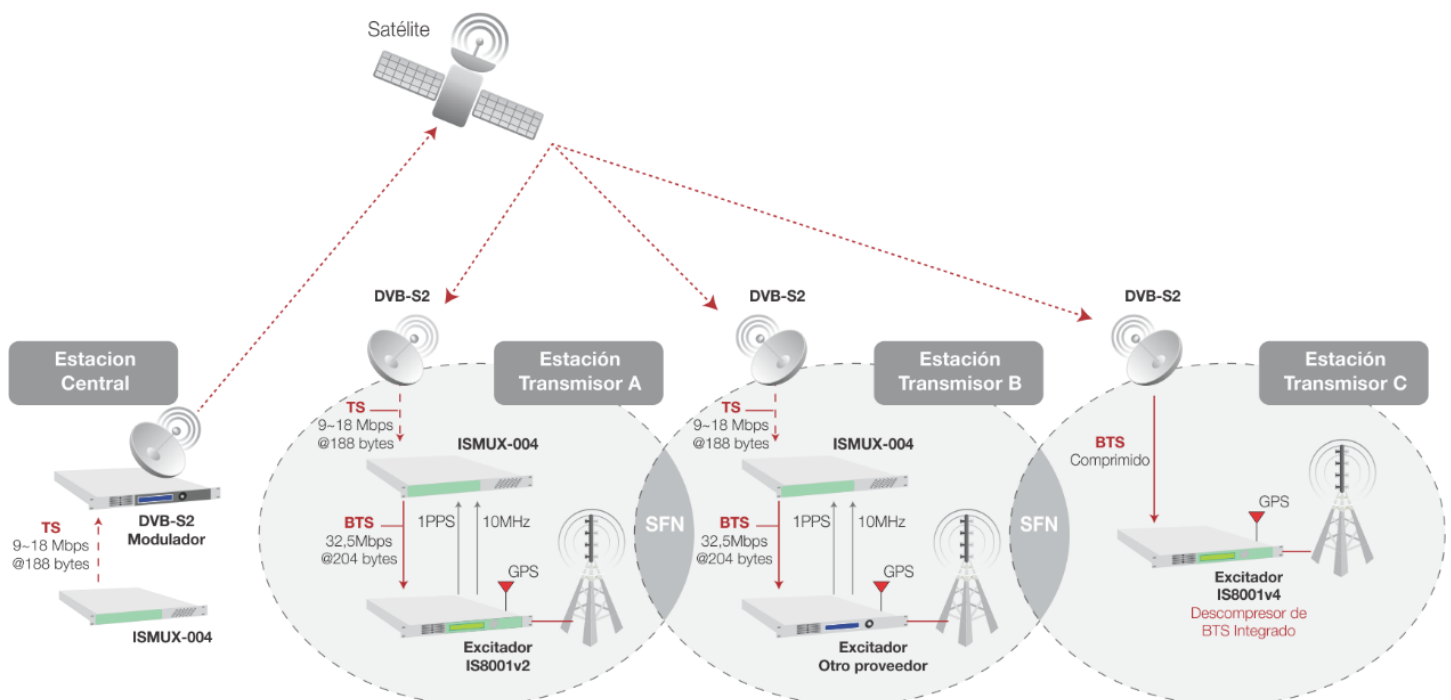 Satélite
Estacion
Central
TS
9~18 Mbps
@188 bytes
DVB-S2
Modulador
ISMUX-004
DVB-S2
Estación
Transmisor A
TS
9~18 Mbps
@188 bytes
ISMUX-004
BTS
32,5Mbps
@204 bytes
1PPS
10MHz
GPS
Excitador
IS8001v2
SFN
DVB-S2
Estación
Transmisor B
TS
9~18 Mbps
@188 bytes
ISMUX-004
BTS
32,5Mbps
@204 bytes
1PPS
10MHz
GPS
Excitador
Otro proveedor
SFN
DVB-S2
Estación
Transmisor C
BTS
Comprimido
GPS
Excitador
IS8001v4
Descompresor de
BTS Integrado